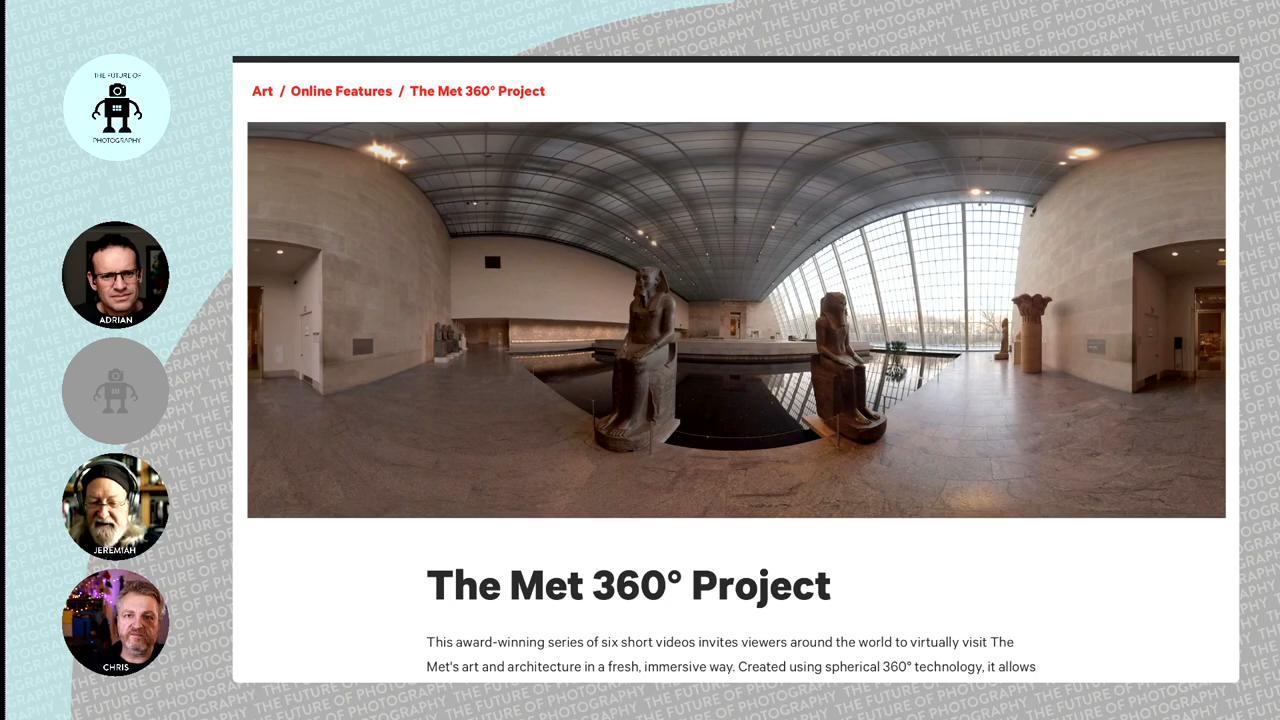 THE FUTURE OF
PHOTOGRAPHY
ADRIAN
JEREMIAH
CHRIS
Art / Online Features / The Met 360° Project
The Met 360° Project
This award-winning series of six short videos invites viewers around the world to virtually visit The
Met's art and architecture in a fresh, immersive way. Created using spherical 360° technology, it allows